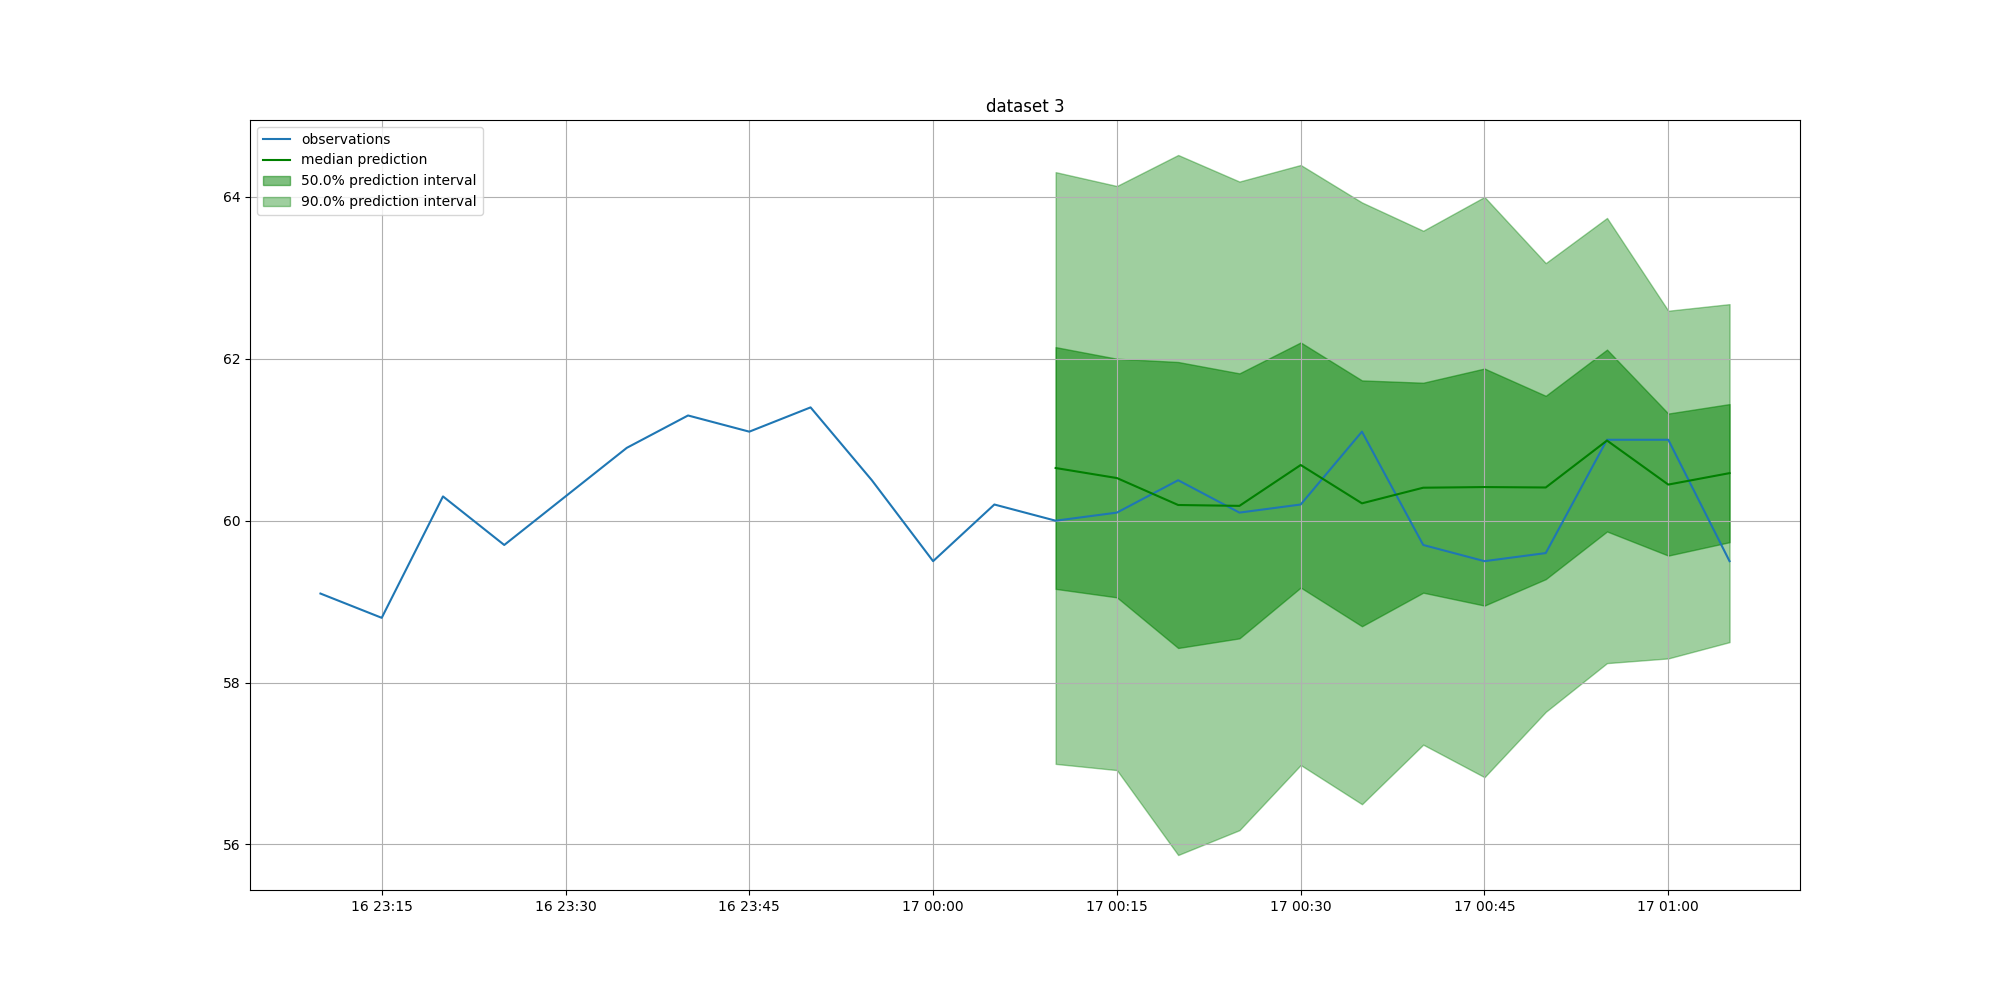 dataset 3
observations
median prediction
50.0% prediction interval
90.0% prediction interval
64
62
60
58
56
16 23:15
16 23:30
16 23:45
17 00:00
17 00:15
17 00:30
17 00:45
17 01:00